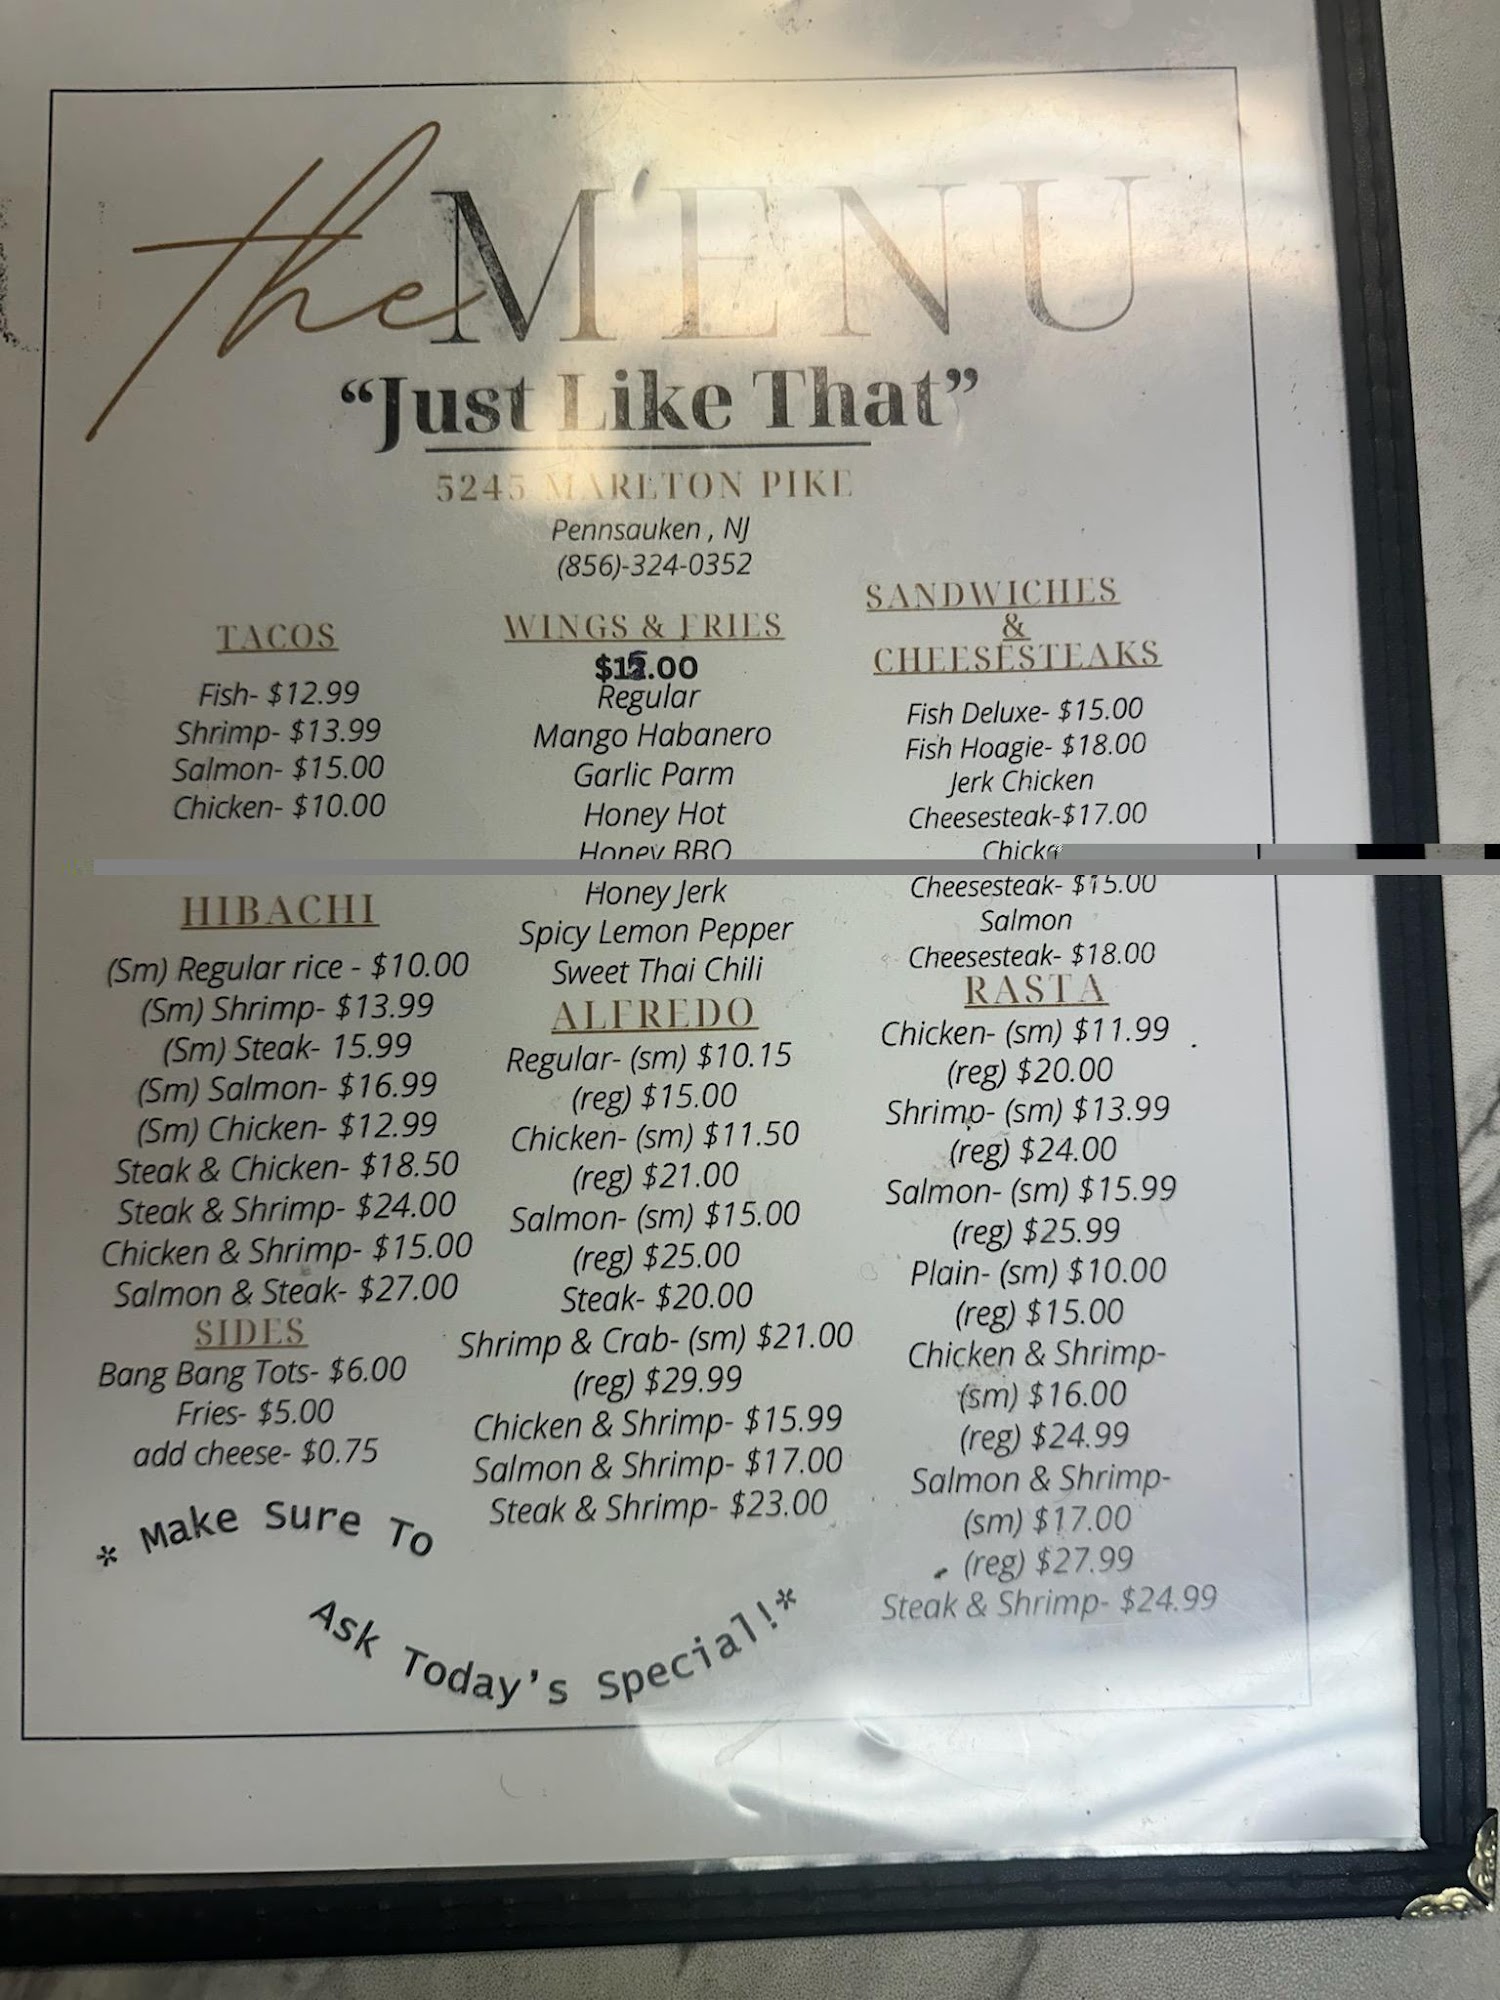 the MENU
“Just Like That”
5245 MARLTON PIKE
Pennsauken , NJ
(856)-324-0352
TACOS
Fish- $12.99
Shrimp- $13.99
Salmon- $15.00
Chicken- $10.00
HIBACHI
(Sm) Regular rice - $10.00
(Sm) Shrimp- $13.99
(Sm) Steak- 15.99
(Sm) Salmon- $16.99
(Sm) Chicken- $12.99
Steak & Chicken- $18.50
Steak & Shrimp- $24.00
Chicken & Shrimp- $15.00
Salmon & Steak- $27.00
SIDES
Bang Bang Tots- $6.00
Fries- $5.00
add cheese- $0.75
WINGS & FRIES
Regular
Mango Habanero
Garlic Parm
Honey Hot
Honey BBQ
Honey Jerk
Spicy Lemon Pepper
Sweet Thai Chili
ALFREDO
Regular- (sm) $10.15
(reg) $15.00
Chicken- (sm) $11.50
(reg) $21.00
Salmon- (sm) $15.00
(reg) $25.00
Steak- $20.00
Shrimp & Crab- (sm) $21.00
(reg) $29.99
Chicken & Shrimp- $15.99
Salmon & Shrimp- $17.00
Steak & Shrimp- $23.00
SANDWICHES
&
CHEESESTEAKS
Fish Deluxe- $15.00
Fish Hoagie- $18.00
Jerk Chicken
Cheesesteak-$17.00
Cheesesteak- $15.00
Salmon
Cheesesteak- $18.00
RASTA
Chicken- (sm) $11.99
(reg) $20.00
Shrimp- (sm) $13.99
(reg) $24.00
Salmon- (sm) $15.99
(reg) $25.99
Plain- (sm) $10.00
(reg) $15.00
Chicken & Shrimp-
(sm) $16.00
(reg) $24.99
Salmon & Shrimp-
(sm) $17.00
(reg) $27.99
Steak & Shrimp- $24.99
* Make Sure To
Ask Today's Special!*